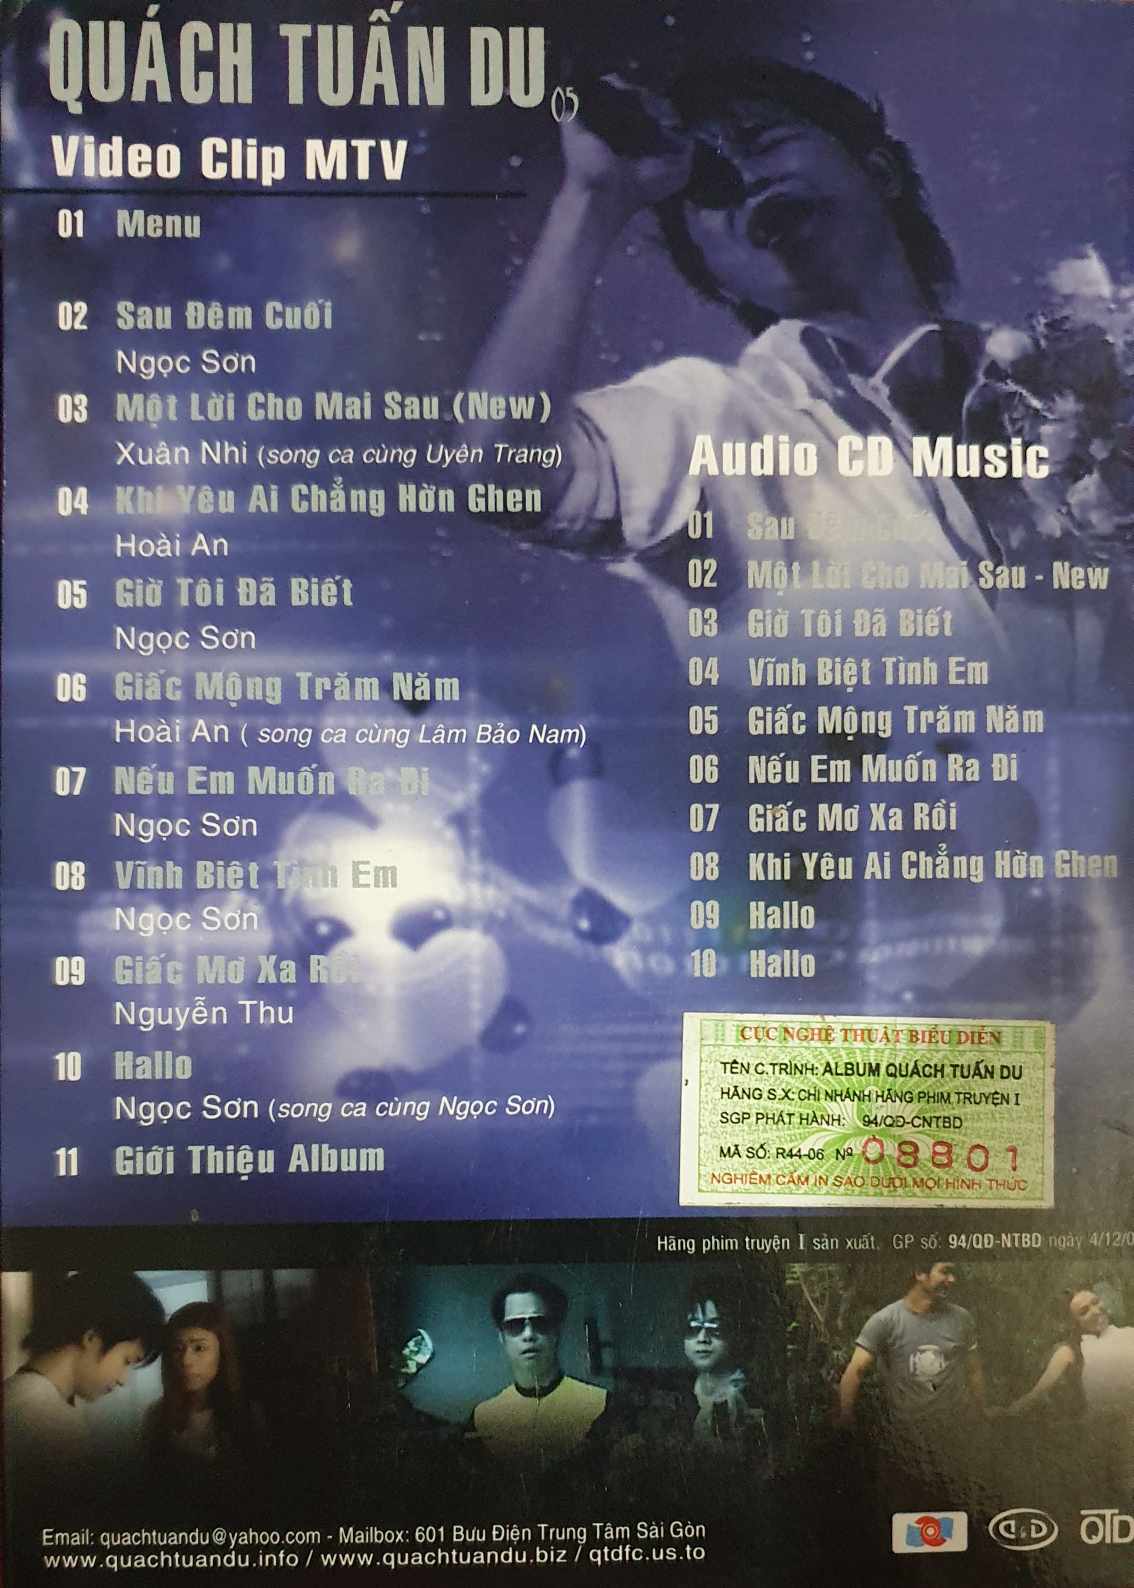 QUÁCH TUẤN DU 05
Video Clip MTV
01 Menu
02 Sau Đêm Cuối
Ngọc Sơn
03 Một Lời Cho Mai Sau (New)
Xuân Nhi (song ca cùng Uyên Trang)
04 Khi Yêu Ai Chẳng Hờn Ghen
Hoài An
05 Giờ Tôi Đã Biết
Ngọc Sơn
06 Giấc Mộng Trăm Năm
Hoài An ( song ca cùng Lâm Bảo Nam)
07 Nếu Em Muốn Ra Đi
Ngọc Sơn
08 Vĩnh Biệt Tình Em
Ngọc Sơn
09 Giấc Mơ Xa Rồi
Nguyễn Thu
10 Hallo
Ngọc Sơn (song ca cùng Ngọc Sơn)
11 Giới Thiệu Album
Audio CD Music
01 Sau Đêm Cuối
02 Một Lời Cho Mai Sau - New
03 Giờ Tôi Đã Biết
04 Vĩnh Biệt Tình Em
05 Giấc Mộng Trăm Năm
06 Nếu Em Muốn Ra Đi
07 Giấc Mơ Xa Rồi
08 Khi Yêu Ai Chẳng Hờn Ghen
09 Hallo
10 Hallo
CỤC NGHỆ THUẬT BIỂU DIỄN
TÊN C.TRÌNH: ALBUM QUÁCH TUẤN DU
HÃNG S.X: CHI NHÁNH HÃNG PHIM TRUYỆN I
SGP PHÁT HÀNH: 94/QĐ-CNTBD
MÃ SỐ: R44-06 Nº 08801
NGHIÊM CẤM IN SAO DƯỚI MỌI HÌNH THỨC
Hãng phim truyện I sản xuất. GP số: 94/QĐ-NTBD ngày 4/12/0
Email: quachtuandu@yahoo.com - Mailbox: 601 Bưu Điện Trung Tâm Sài Gòn
www.quachtuandu.info / www.quachtuandu.biz / qtdfc.us.to
D&D
QTD